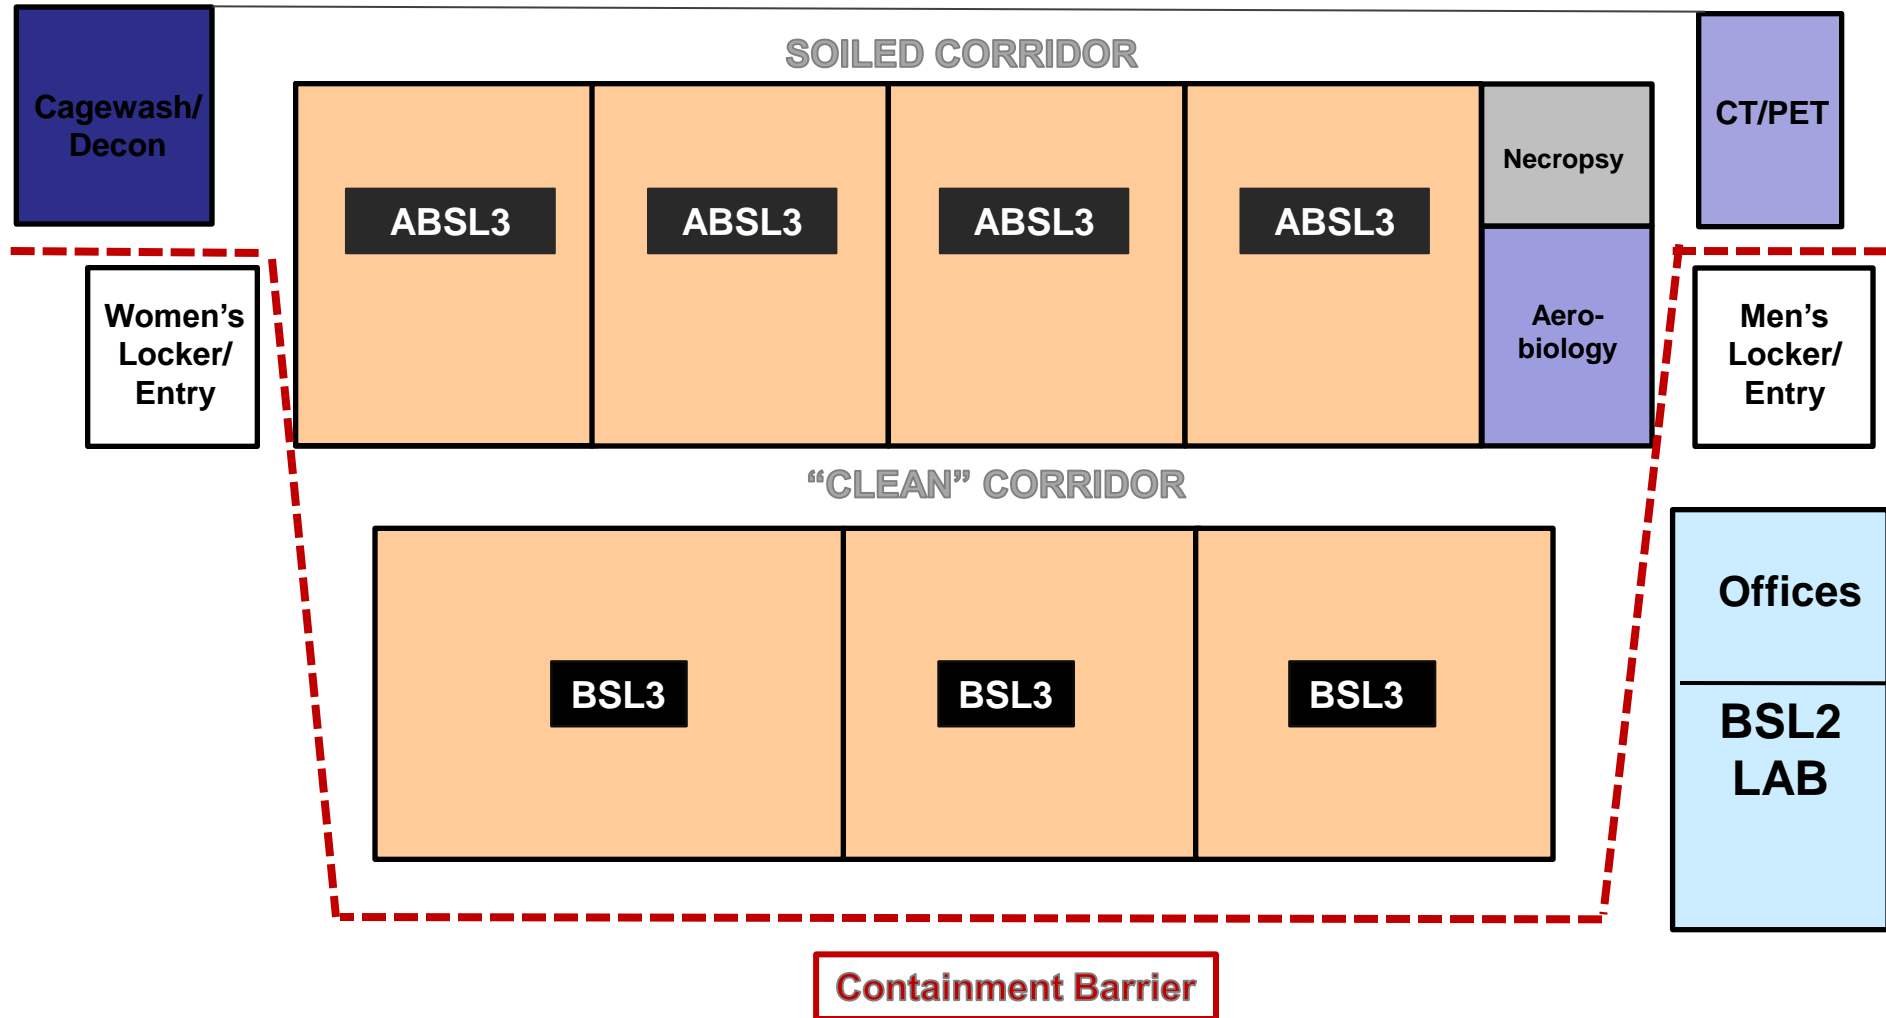 SOILED CORRIDOR
Cagewash/
Decon
CT/PET
Necropsy
ABSL3
ABSL3
ABSL3
ABSL3
Women’s
Locker/
Entry
Aero-
biology
Men’s
Locker/
Entry
“CLEAN” CORRIDOR
Offices
BSL3
BSL3
BSL3
BSL2
LAB
Containment Barrier